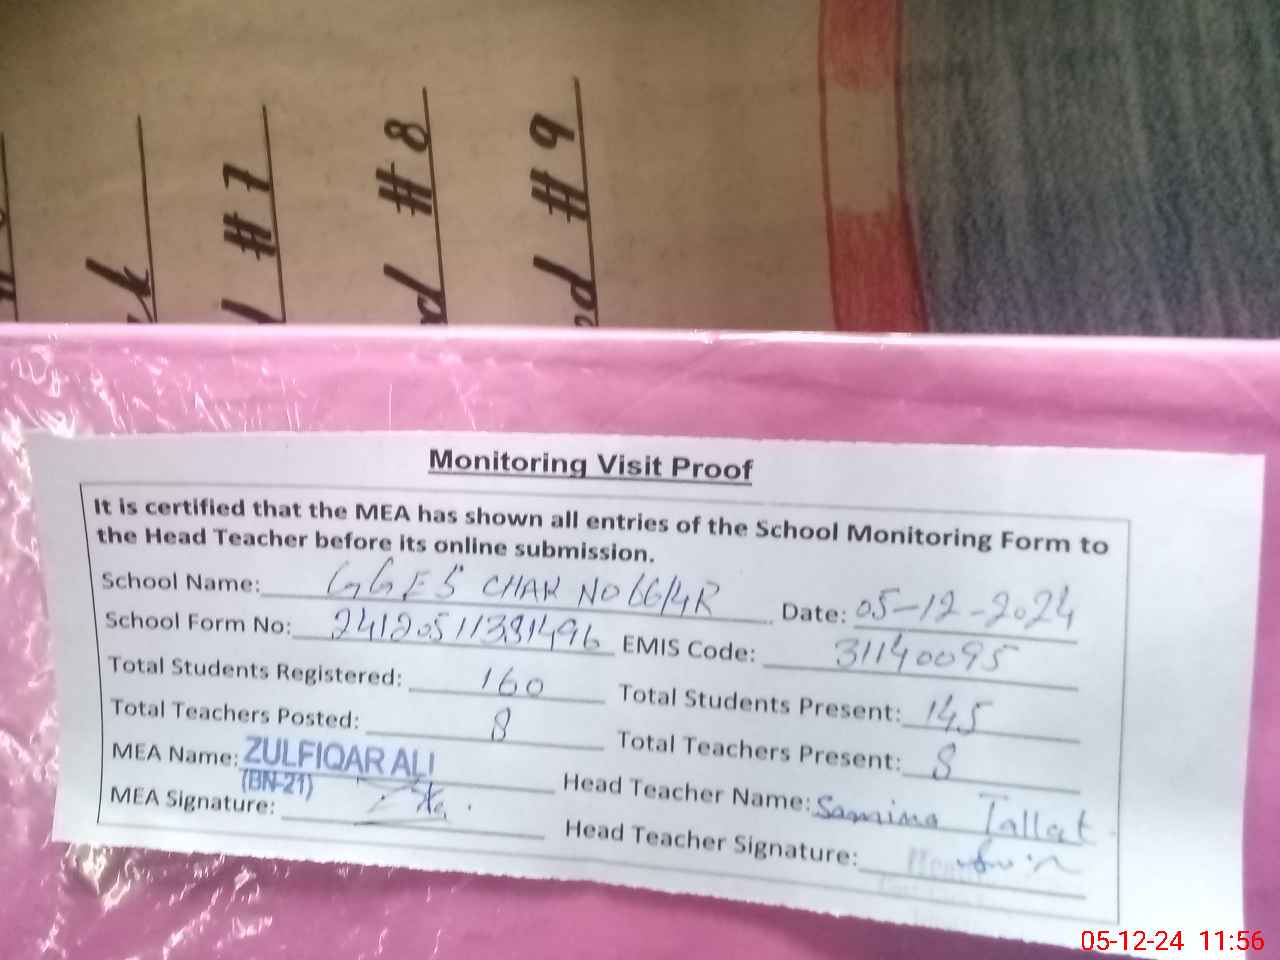 # 7
# 8
# 9
Monitoring Visit Proof
It is certified that the MEA has shown all entries of the School Monitoring Form to
the Head Teacher before its online submission.
School Name: GGES CHAK NO 66/4R Date: 05-12-2024
School Form No: 24120511381496 EMIS Code: 31140095
Total Students Registered: 160 Total Students Present: 145
Total Teachers Posted: 8 Total Teachers Present: 8
MEA Name: ZULFIQAR ALI Head Teacher Name: Samina Tallat
(BN-21)
MEA Signature: Head Teacher Signature:
05-12-24 11:56